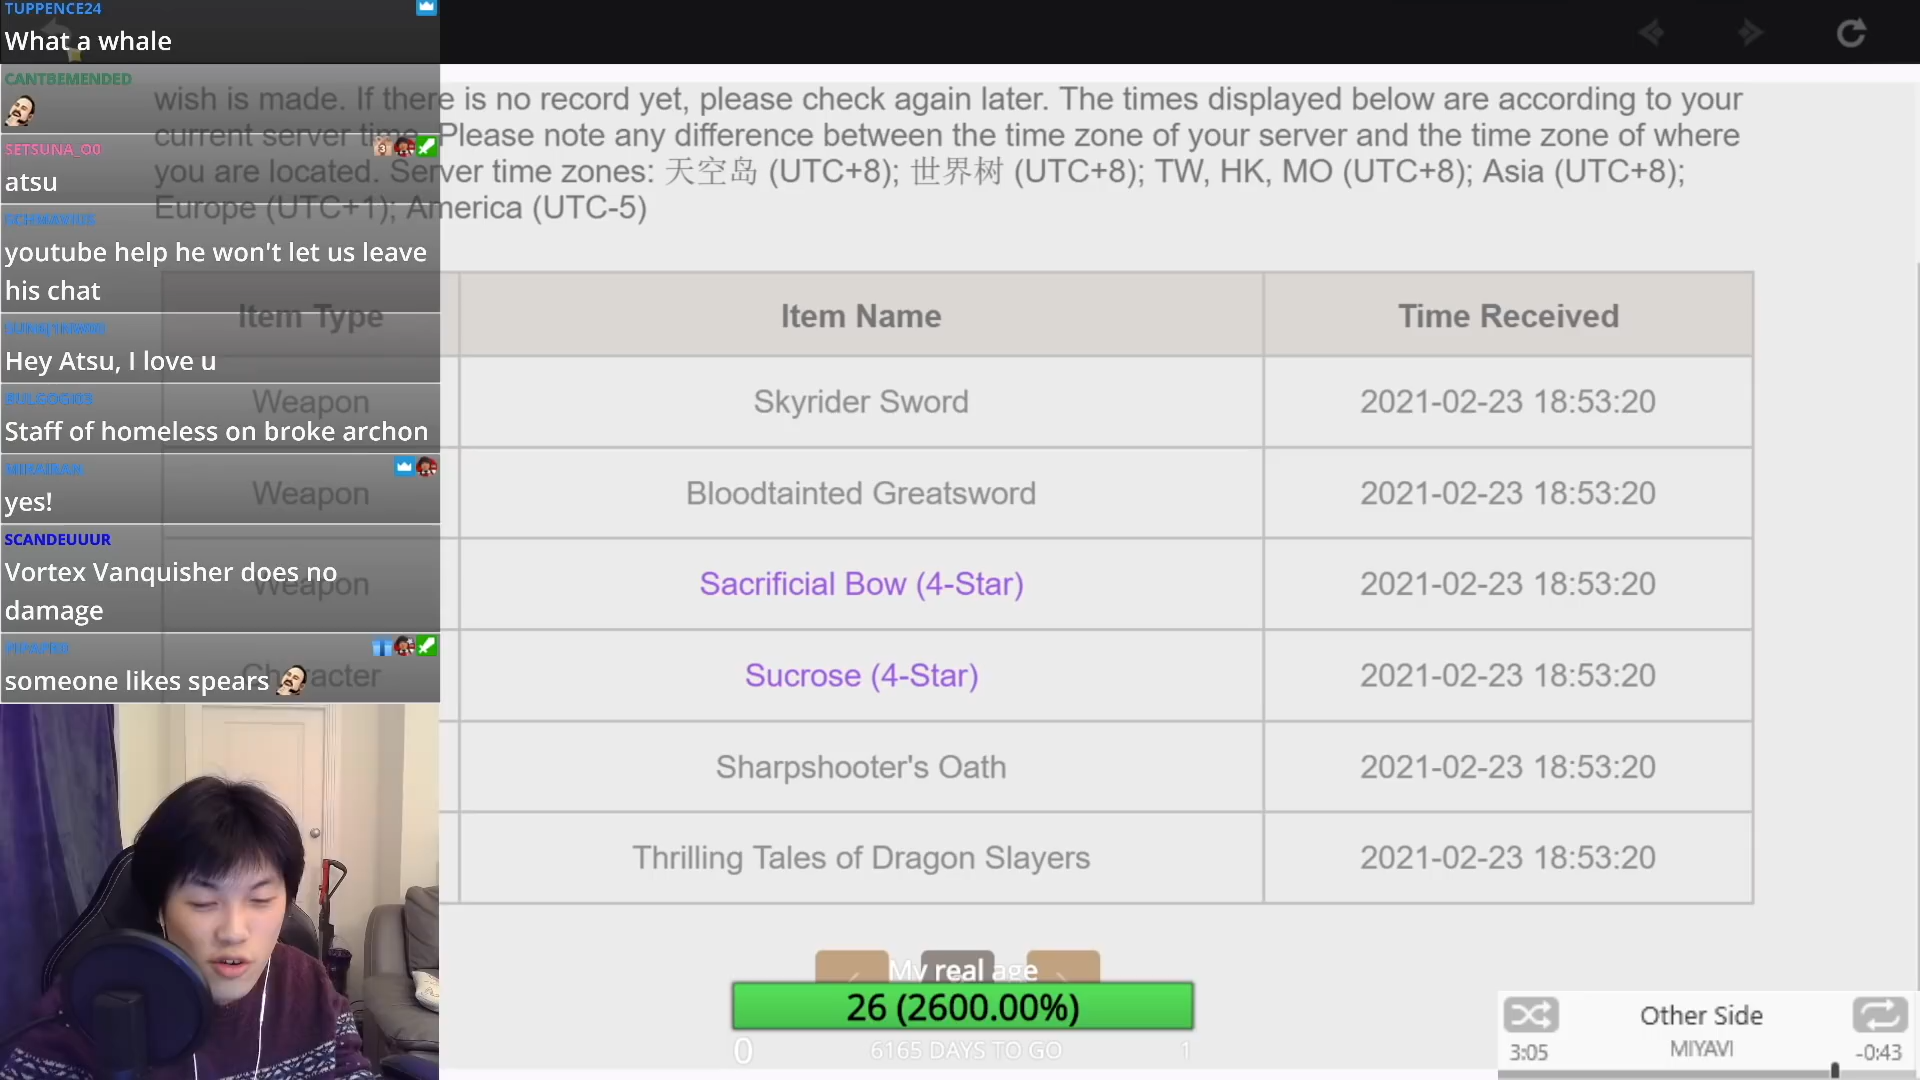 TUPPENCE24
What a whale
CANTBEMENDED
SETSUNA_00
atsu
youtube help he won't let us leave
his chat
Hey Atsu, I love u
Staff of homeless on broke archon
yes!
SCANDEUUUR
Vortex Vanquisher does no
damage
someone likes spears
wish is made. If there is no record yet, please check again later. The times displayed below are according to your
current server time. Please note any difference between the time zone of your server and the time zone of where
you are located. Server time zones: 天空岛 (UTC+8); 世界树 (UTC+8); TW, HK, MO (UTC+8); Asia (UTC+8);
Europe (UTC+1); America (UTC-5)
Item Type Item Name Time Received
Weapon Skyrider Sword 2021-02-23 18:53:20
Weapon Bloodtainted Greatsword 2021-02-23 18:53:20
Weapon Sacrificial Bow (4-Star) 2021-02-23 18:53:20
Character Sucrose (4-Star) 2021-02-23 18:53:20
Sharpshooter's Oath 2021-02-23 18:53:20
Thrilling Tales of Dragon Slayers 2021-02-23 18:53:20
My real age
26 (2600.00%)
0 6165 DAYS TO GO 1
Other Side
MIYAVI
3:05 -0:43